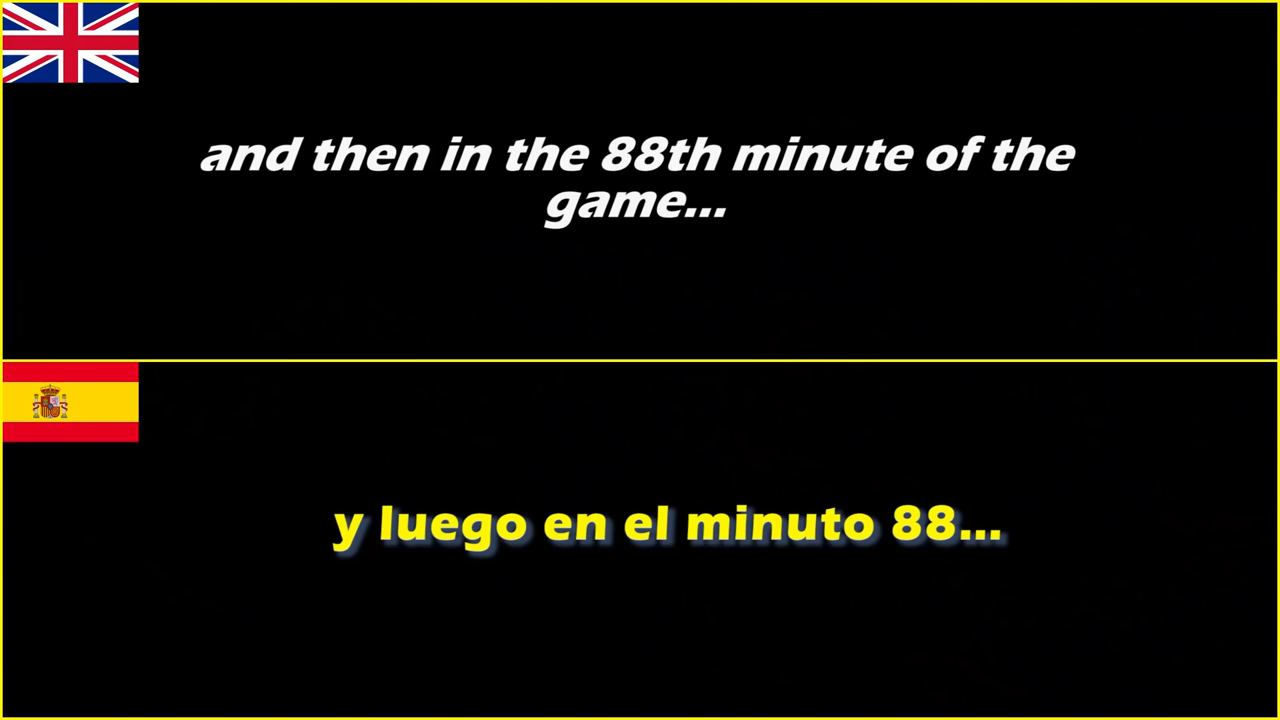 and then in the 88th minute of the
game...
y luego en el minuto 88...